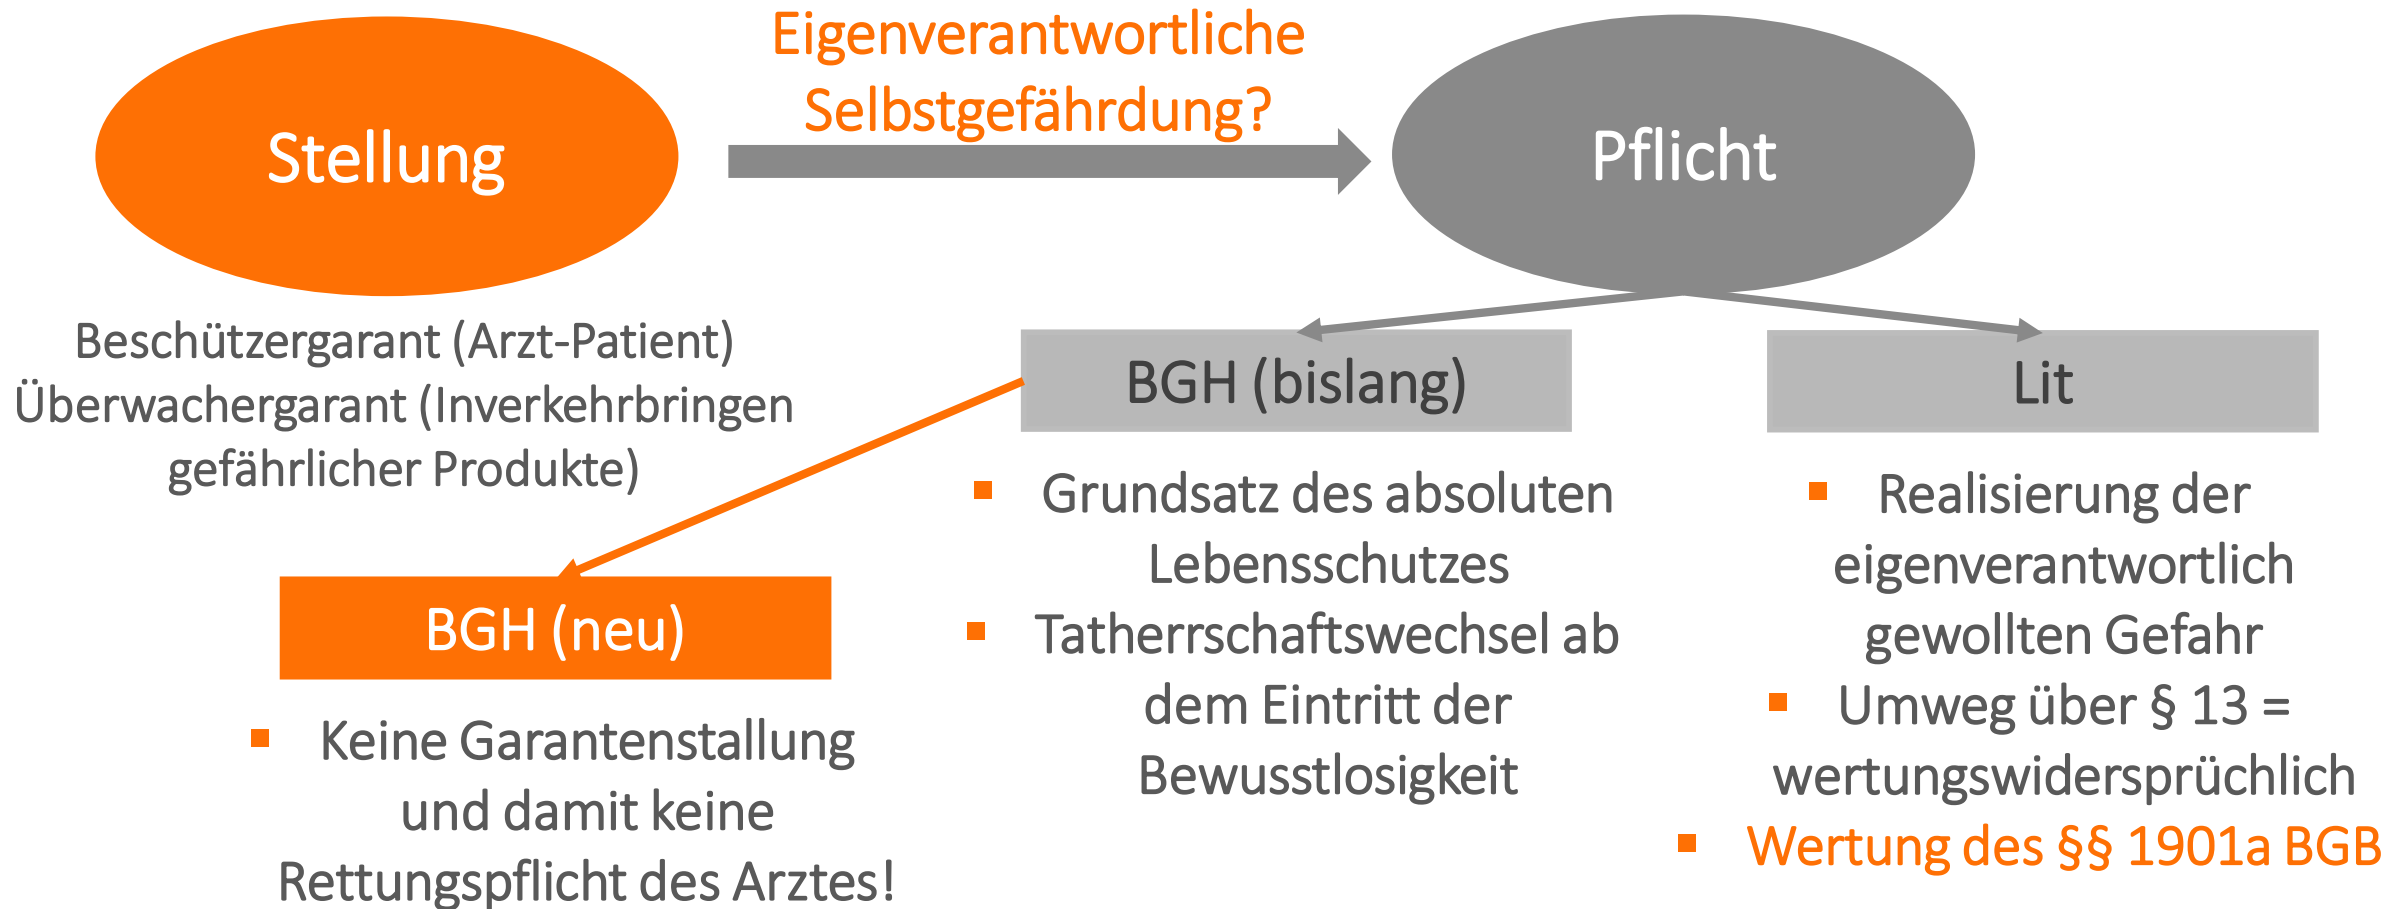 Eigenverantwortliche
Selbstgefährdung?
Stellung
Pflicht
Beschützergarant (Arzt-Patient)
Überwachergarant (Inverkehrbringen
gefährlicher Produkte)
BGH (bislang)
▪ Grundsatz des absoluten
Lebensschutzes
▪ Tatherrschaftswechsel ab
dem Eintritt der
Bewusstlosigkeit
Lit
▪ Realisierung der
eigenverantwortlich
gewollten Gefahr
▪ Umweg über § 13 =
wertungswidersprüchlich
▪ Wertung des §§ 1901a BGB
BGH (neu)
▪ Keine Garantenstallung
und damit keine
Rettungspflicht des Arztes!